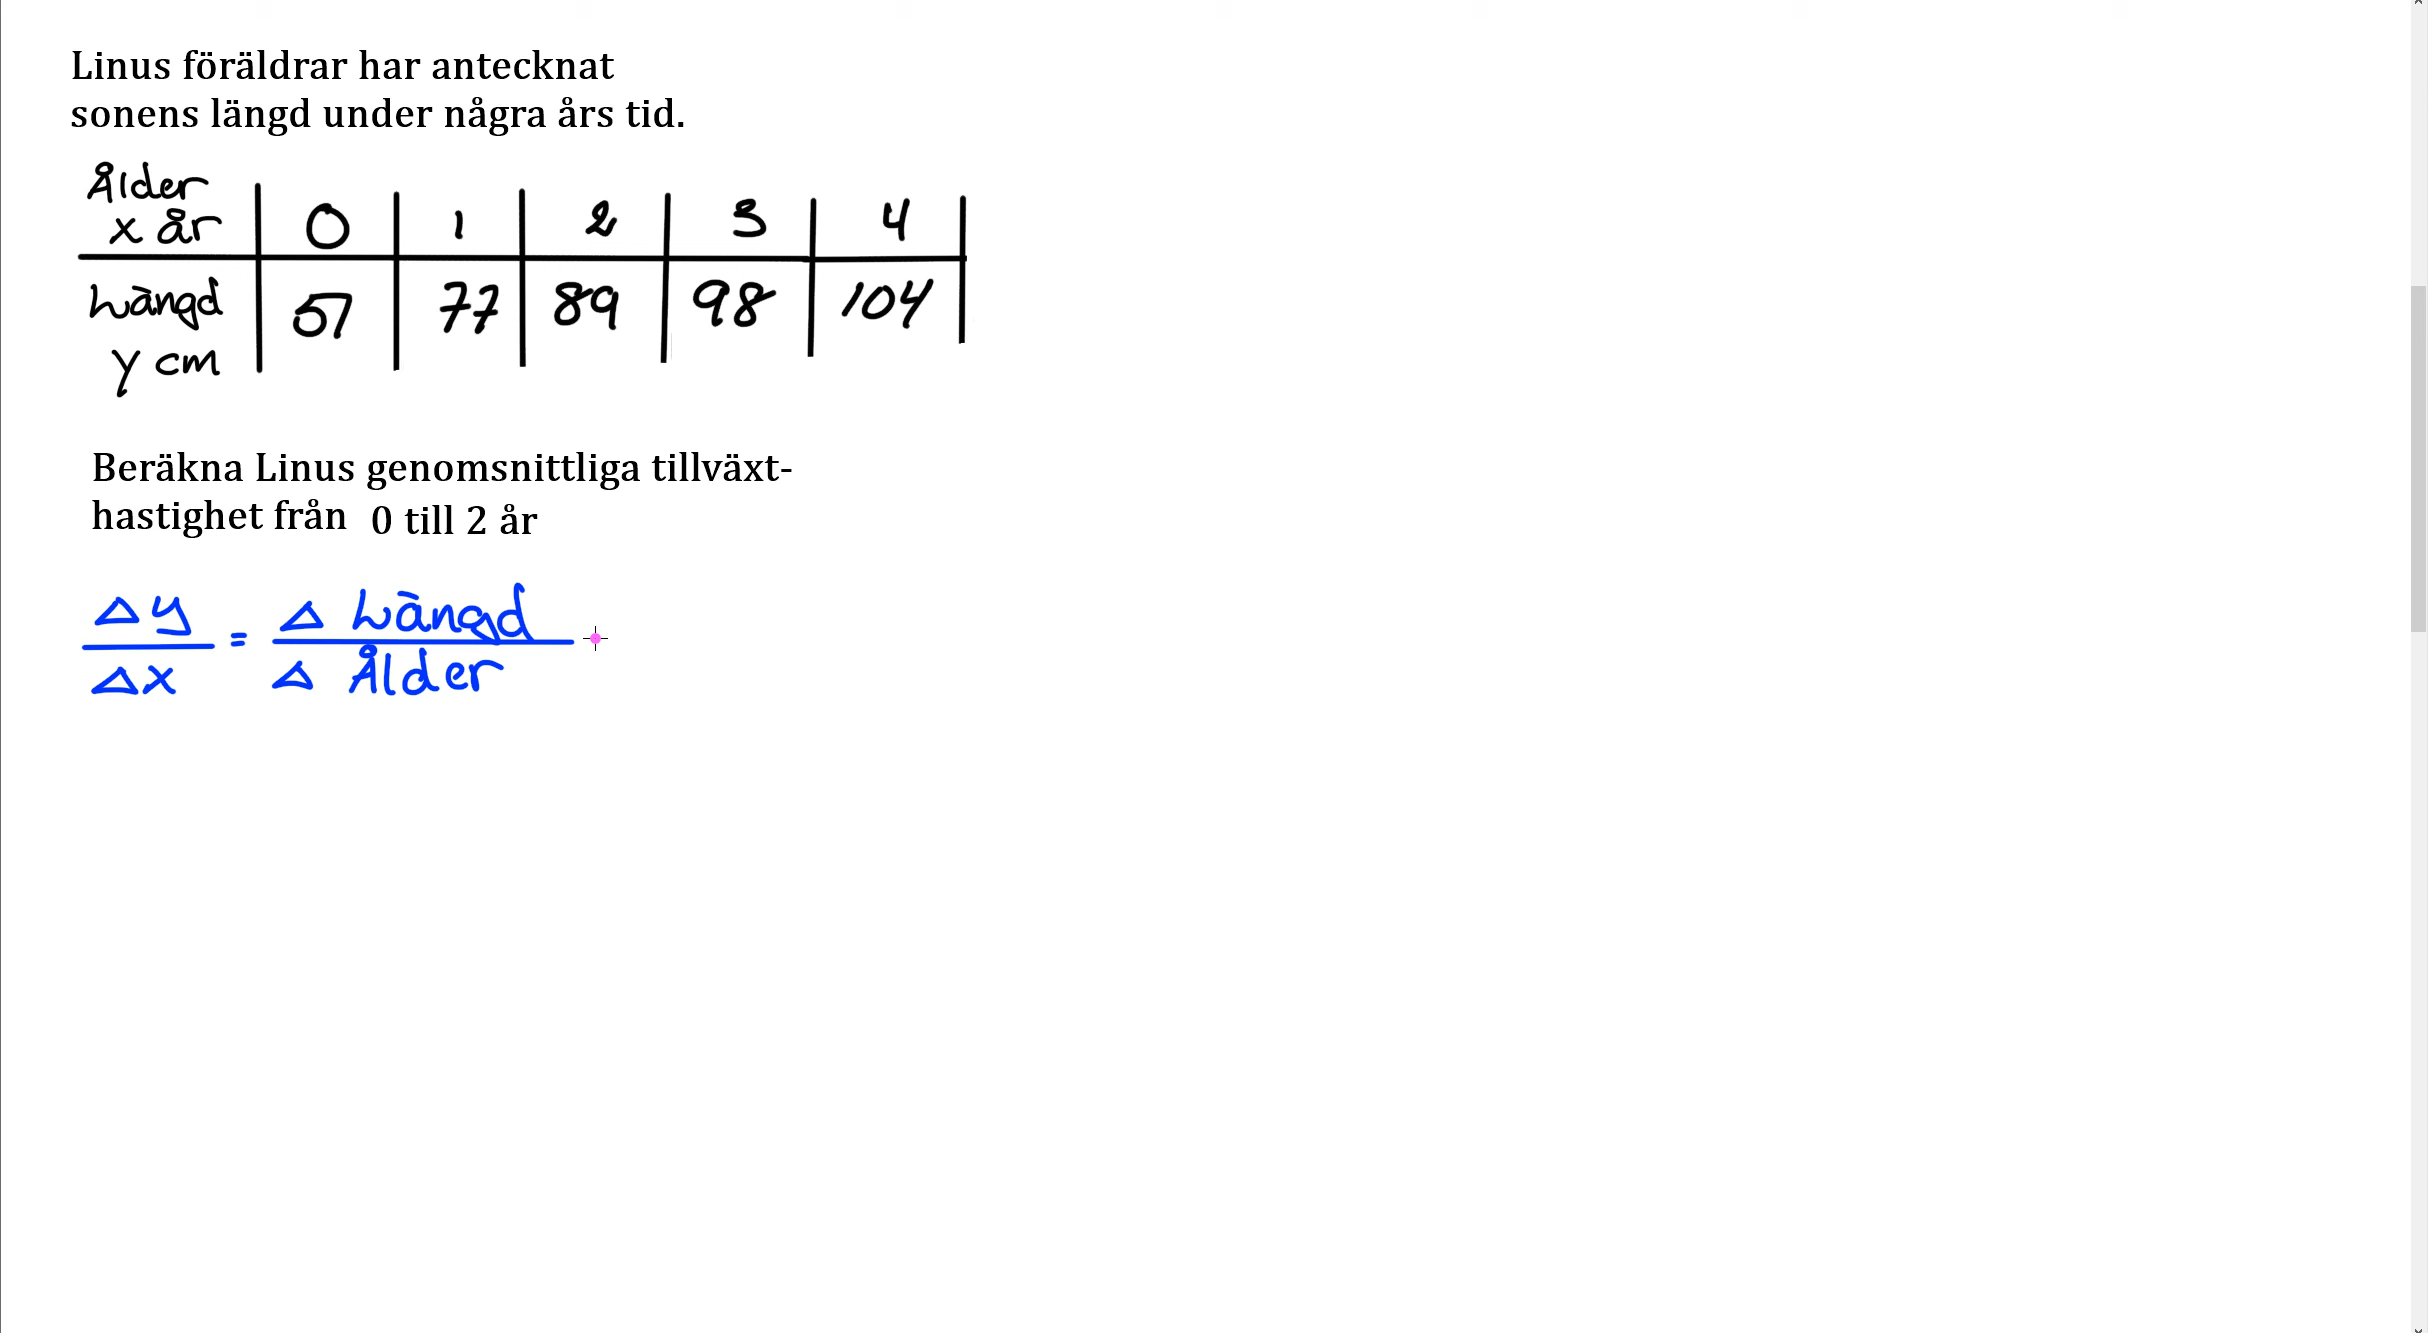 Linus föräldrar har antecknat
sonens längd under några års tid.
Ålder
x år 0 1 2 3 4
Längd 57 77 89 98 104
y cm
Beräkna Linus genomsnittliga tillväxt-
hastighet från 0 till 2 år
Δy = Δ Längd
Δx Δ Ålder